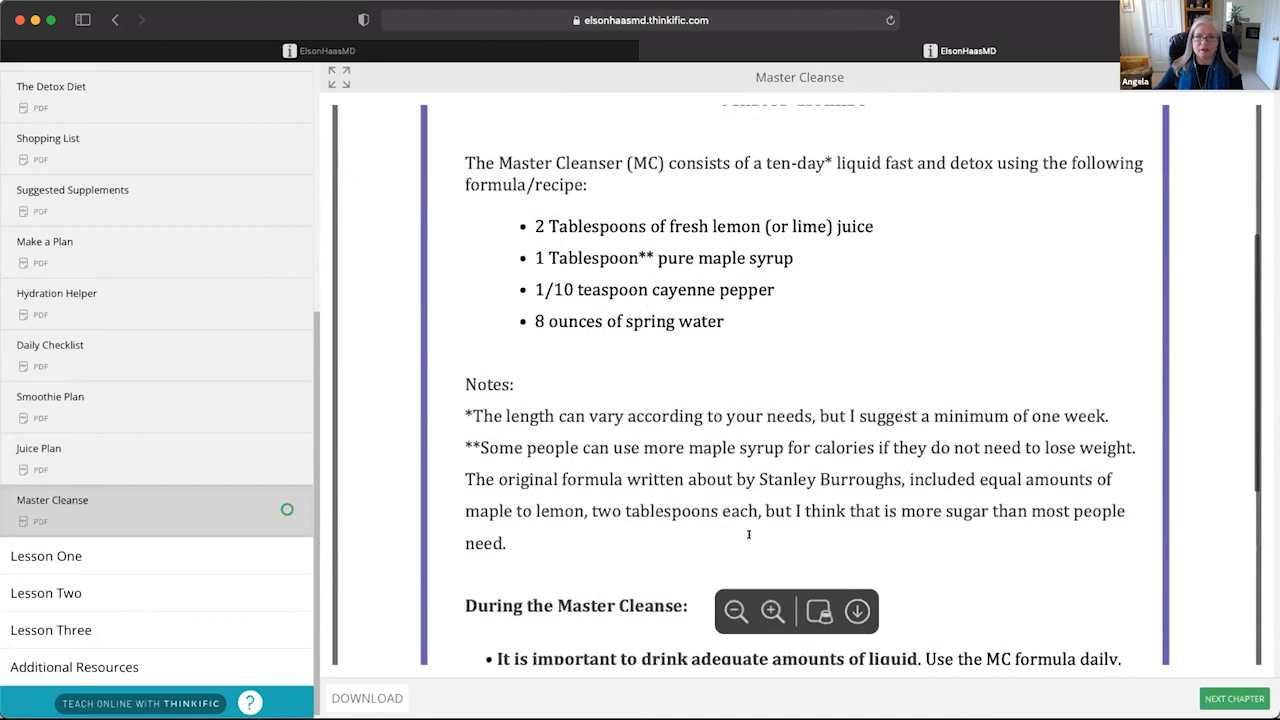 elsonhaasmd.thinkific.com
ElsonHaasMD
ElsonHaasMD
Angela
The Detox Diet
PDF
Shopping List
PDF
Suggested Supplements
PDF
Make a Plan
PDF
Hydration Helper
PDF
Daily Checklist
PDF
Smoothie Plan
PDF
Juice Plan
PDF
Master Cleanse
PDF
Lesson One
Lesson Two
Lesson Three
Additional Resources
TEACH ONLINE WITH THINKIFIC
?
Master Cleanse
The Master Cleanser (MC) consists of a ten-day* liquid fast and detox using the following
formula/recipe:
• 2 Tablespoons of fresh lemon (or lime) juice
• 1 Tablespoon** pure maple syrup
• 1/10 teaspoon cayenne pepper
• 8 ounces of spring water
Notes:
*The length can vary according to your needs, but I suggest a minimum of one week.
**Some people can use more maple syrup for calories if they do not need to lose weight.
The original formula written about by Stanley Burroughs, included equal amounts of
maple to lemon, two tablespoons each, but I think that is more sugar than most people
need.
During the Master Cleanse:
• It is important to drink adequate amounts of liquid. Use the MC formula daily.
DOWNLOAD
NEXT CHAPTER